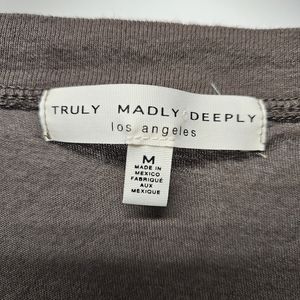 TRULY MADLY DEEPLY
los angeles
M
MADE IN
MEXICO
FABRIQUÉ
AUX
MEXIQUE